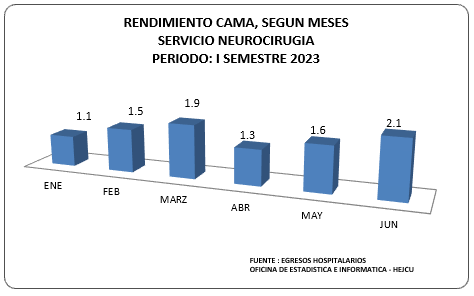 RENDIMIENTO CAMA, SEGUN MESES
SERVICIO NEUROCIRUGIA
PERIODO: I SEMESTRE 2023
1.1
1.5
1.9
1.3
1.6
2.1
ENE
FEB
MARZ
ABR
MAY
JUN
FUENTE : EGRESOS HOSPITALARIOS
OFICINA DE ESTADISTICA E INFORMATICA - HEJCU